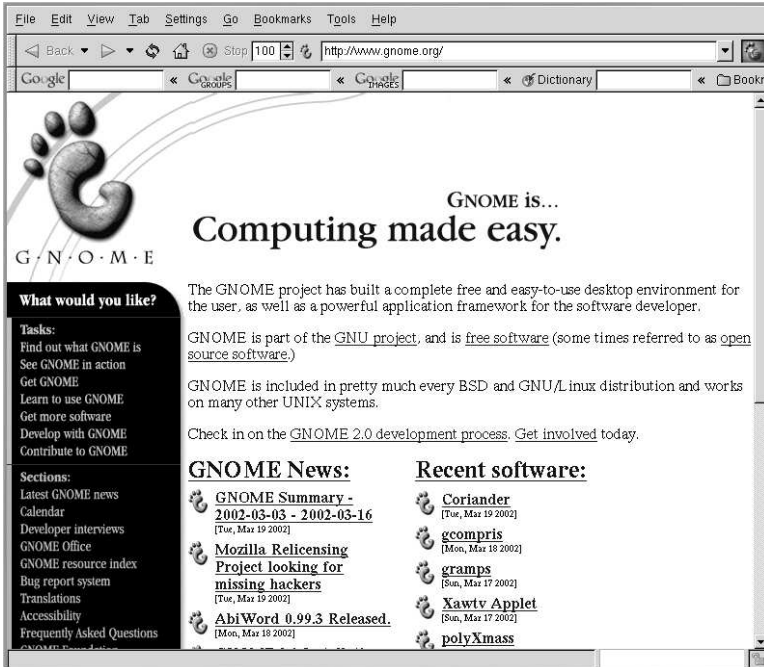 File Edit View Tab Settings Go Bookmarks Tools Help
Back Stop 100 http://www.gnome.org/
Google « Google GROUPS « Google IMAGES « Dictionary « Bookr
G·N·O·M·E
GNOME is...
Computing made easy.
What would you like?
Tasks:
Find out what GNOME is
See GNOME in action
Get GNOME
Learn to use GNOME
Get more software
Develop with GNOME
Contribute to GNOME
Sections:
Latest GNOME news
Calendar
Developer interviews
GNOME Office
GNOME resource index
Bug report system
Translations
Accessibility
Frequently Asked Questions
GNOME Foundation
The GNOME project has built a complete free and easy-to-use desktop environment for
the user, as well as a powerful application framework for the software developer.
GNOME is part of the GNU project, and is free software (some times referred to as open
source software.)
GNOME is included in pretty much every BSD and GNU/Linux distribution and works
on many other UNIX systems.
Check in on the GNOME 2.0 development process. Get involved today.
GNOME News:
GNOME Summary -
2002-03-03 - 2002-03-16
[Tue, Mar 19 2002]
Mozilla Relicensing
Project looking for
missing hackers
[Tue, Mar 19 2002]
AbiWord 0.99.3 Released.
[Mon, Mar 18 2002]
Recent software:
Coriander
[Tue, Mar 19 2002]
gcompris
[Mon, Mar 18 2002]
gramps
[Sun, Mar 17 2002]
Xawtv Applet
[Sun, Mar 17 2002]
polyXmass